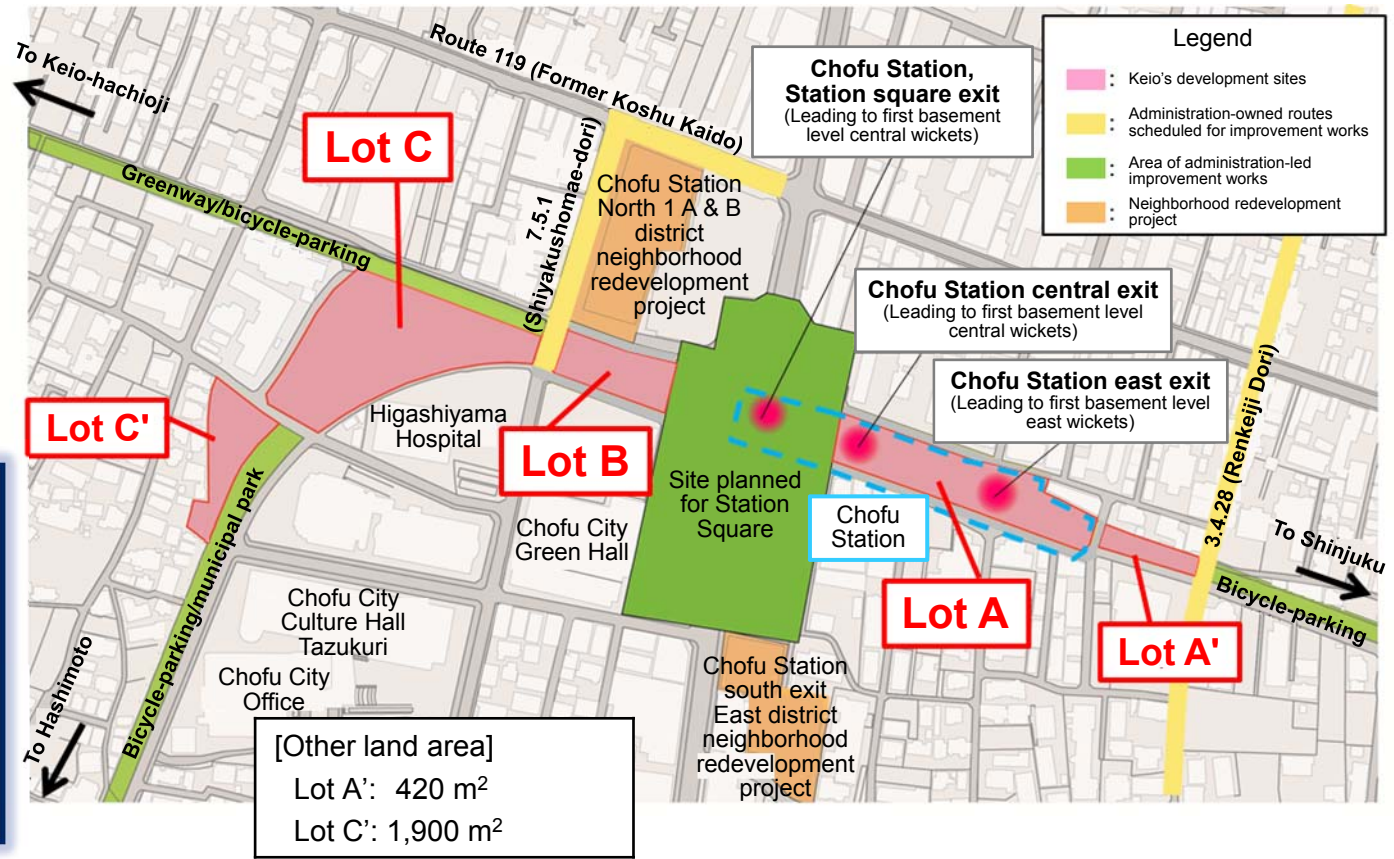 To Keio-hachioji
Route 119 (Former Koshu Kaido)
Chofu Station,
Station square exit
(Leading to first basement
level central wickets)
Legend
: Keio's development sites
: Administration-owned routes
scheduled for improvement works
: Area of administration-led
improvement works
: Neighborhood redevelopment
project
Lot C
Greenway/bicycle-parking
7.5.1
(Shiyakushomae-dori)
Chofu Station
North 1 A & B
district
neighborhood
redevelopment
project
Chofu Station central exit
(Leading to first basement level
central wickets)
Chofu Station east exit
(Leading to first basement level
east wickets)
Lot C'
Higashiyama
Hospital
Lot B
Site planned
for Station
Square
Chofu
Station
3.4.28 (Renkeiji Dori)
To Shinjuku
Chofu City
Green Hall
Bicycle-parking
Lot A
Lot A'
Chofu City
Culture Hall
Tazukuri
Chofu City
Office
Bicycle-parking/municipal park
To Hashimoto
Chofu Station
south exit
East district
neighborhood
redevelopment
project
[Other land area]
Lot A’: 420 m²
Lot C’: 1,900 m²